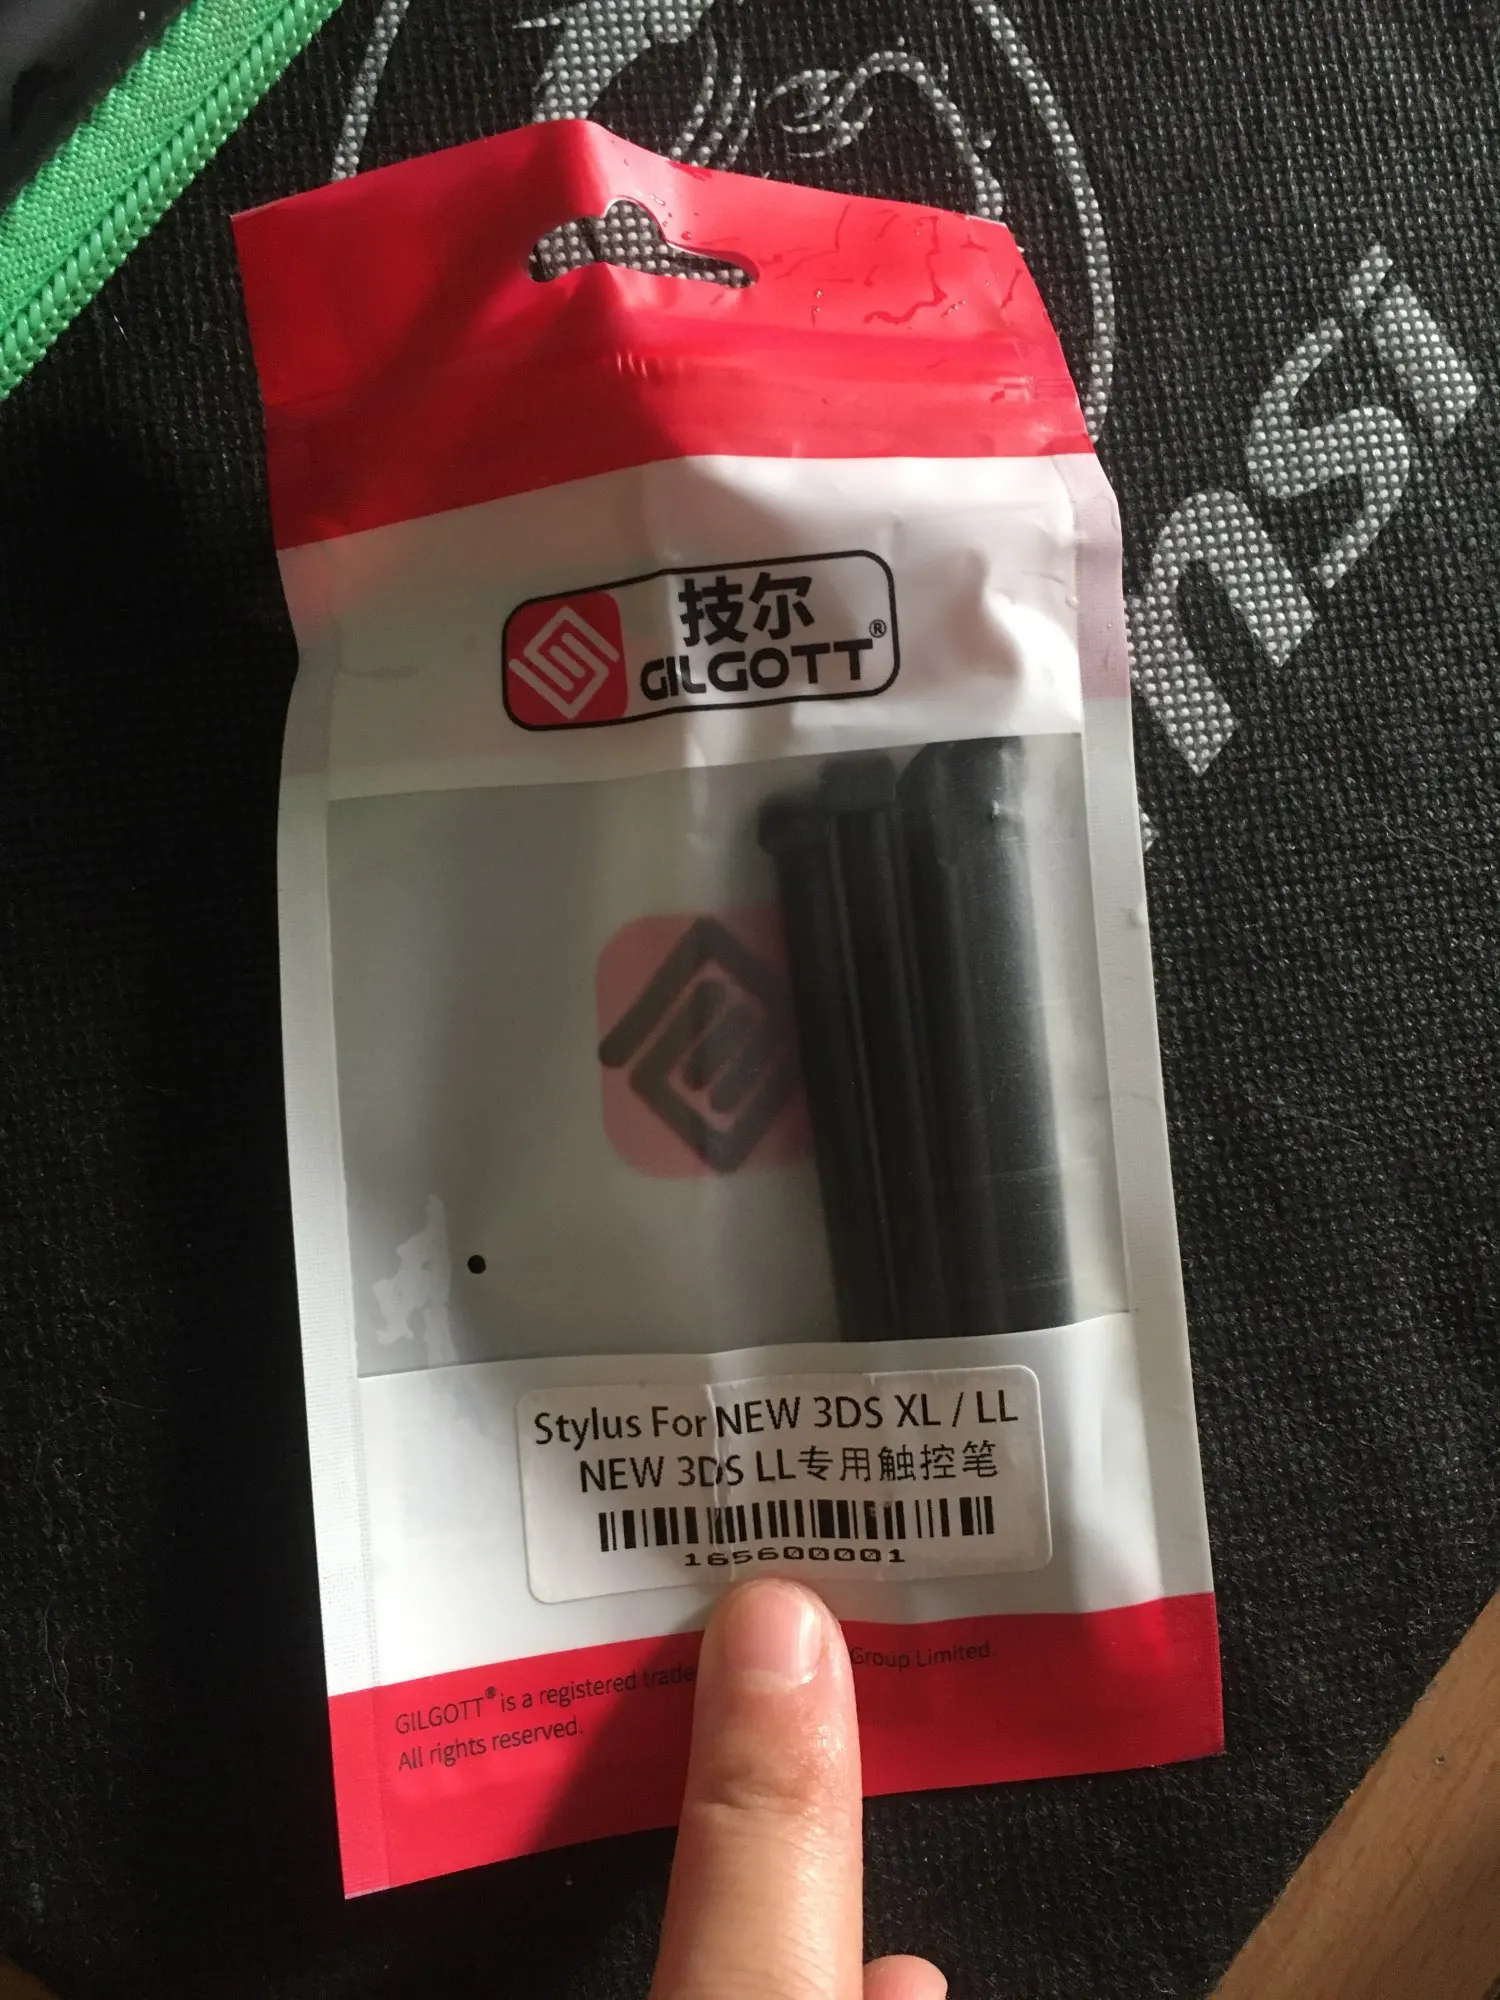 技尔
GILGOTT®
Stylus For NEW 3DS XL / LL
NEW 3DS LL专用触控笔
165600001
GILGOTT® is a registered trade Group Limited.
All rights reserved.